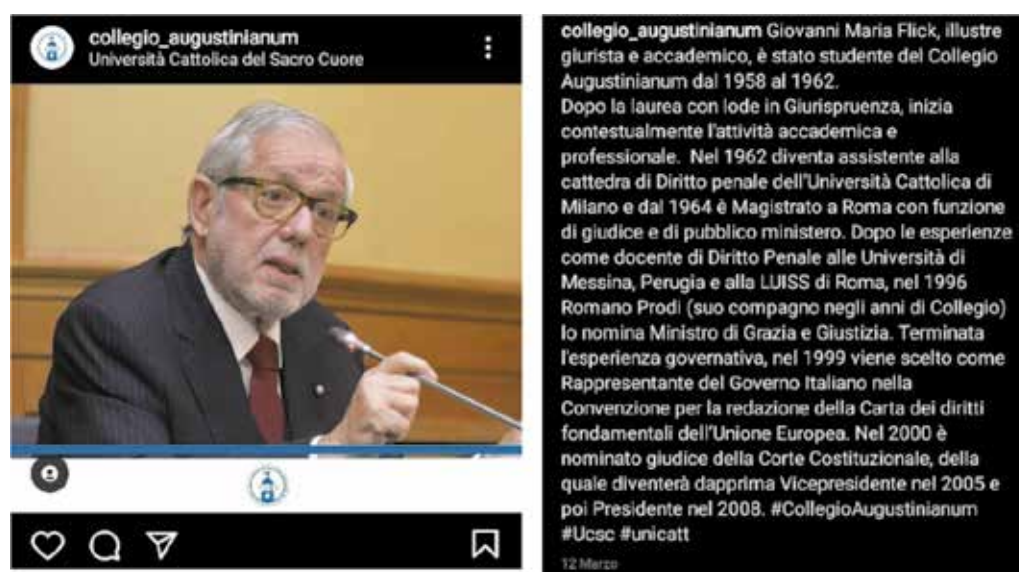 collegio_augustinianum
Università Cattolica del Sacro Cuore
collegio_augustinianum Giovanni Maria Flick, illustre
giurista e accademico, è stato studente del Collegio
Augustinianum dal 1958 al 1962.
Dopo la laurea con lode in Giurispruenza, inizia
contestualmente l'attività accademica e
professionale. Nel 1962 diventa assistente alla
cattedra di Diritto penale dell'Università Cattolica di
Milano e dal 1964 è Magistrato a Roma con funzione
di giudice e di pubblico ministero. Dopo le esperienze
come docente di Diritto Penale alle Università di
Messina, Perugia e alla LUISS di Roma, nel 1996
Romano Prodi (suo compagno negli anni di Collegio)
lo nomina Ministro di Grazia e Giustizia. Terminata
l'esperienza governativa, nel 1999 viene scelto come
Rappresentante del Governo Italiano nella
Convenzione per la redazione della Carta dei diritti
fondamentali dell'Unione Europea. Nel 2000 è
nominato giudice della Corte Costituzionale, della
quale diventerà dapprima Vicepresidente nel 2005 e
poi Presidente nel 2008. #CollegioAugustinianum
#Ucsc #unicatt
12 Marzo